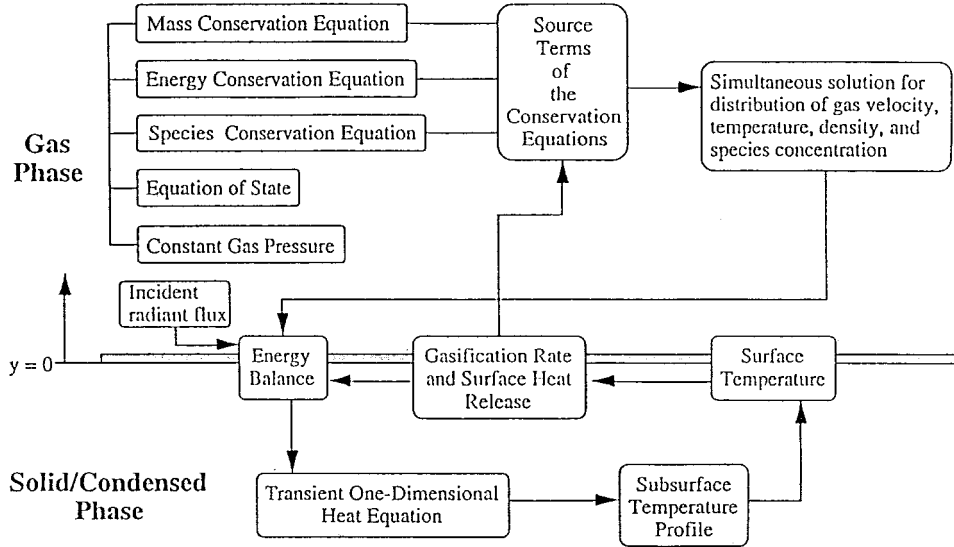 Mass Conservation Equation
Energy Conservation Equation
Species Conservation Equation
Equation of State
Constant Gas Pressure
Gas
Phase
Source
Terms
of
the
Conservation
Equations
Simultaneous solution for
distribution of gas velocity,
temperature, density, and
species concentration
Incident
radiant flux
y = 0
Energy
Balance
Gasification Rate
and Surface Heat
Release
Surface
Temperature
Solid/Condensed
Phase
Transient One-Dimensional
Heat Equation
Subsurface
Temperature
Profile